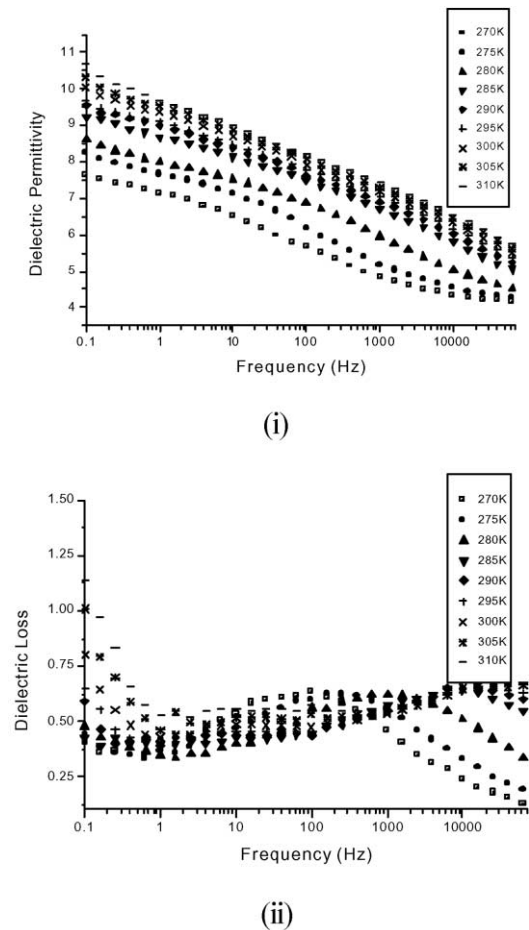 11
10
9
8
7
6
5
4
Dielectric Permittivity
270K
275K
280K
285K
290K
295K
300K
305K
310K
0.1 1 10 100 1000 10000
Frequency (Hz)
(i)
1.50
1.25
1.00
0.75
0.50
0.25
Dielectric Loss
270K
275K
280K
285K
290K
295K
300K
305K
310K
0.1 1 10 100 1000 10000
Frequency (Hz)
(ii)